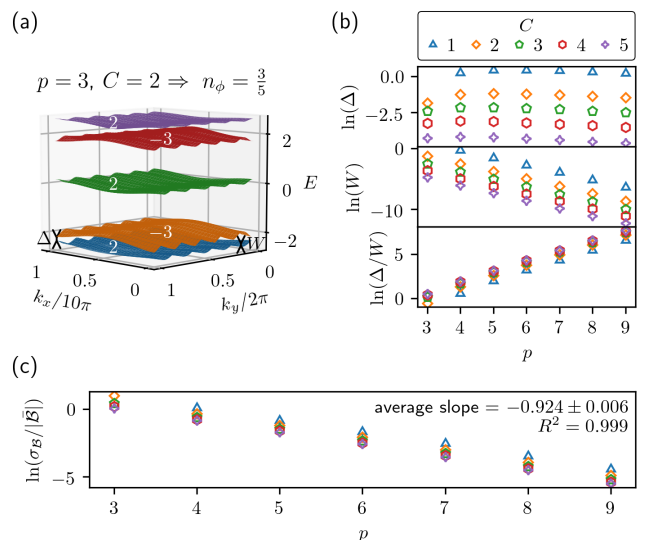 (a)
p = 3, C = 2 ⇒ n_ϕ = 3/5
2
−3
2
−3
2
Δ
W
2
0
−2
E
1
0.5
0
k_x/10π
1
0.5
0
k_y/2π
(b)
C
1 2 3 4 5
ln(Δ)
0.0
−2.5
ln(W)
0
−10
ln(Δ/W)
5
0
3 4 5 6 7 8 9
p
(c)
ln(σ_B/|B̄|)
0
−5
average slope = −0.924 ± 0.006
R² = 0.999
3 4 5 6 7 8 9
p